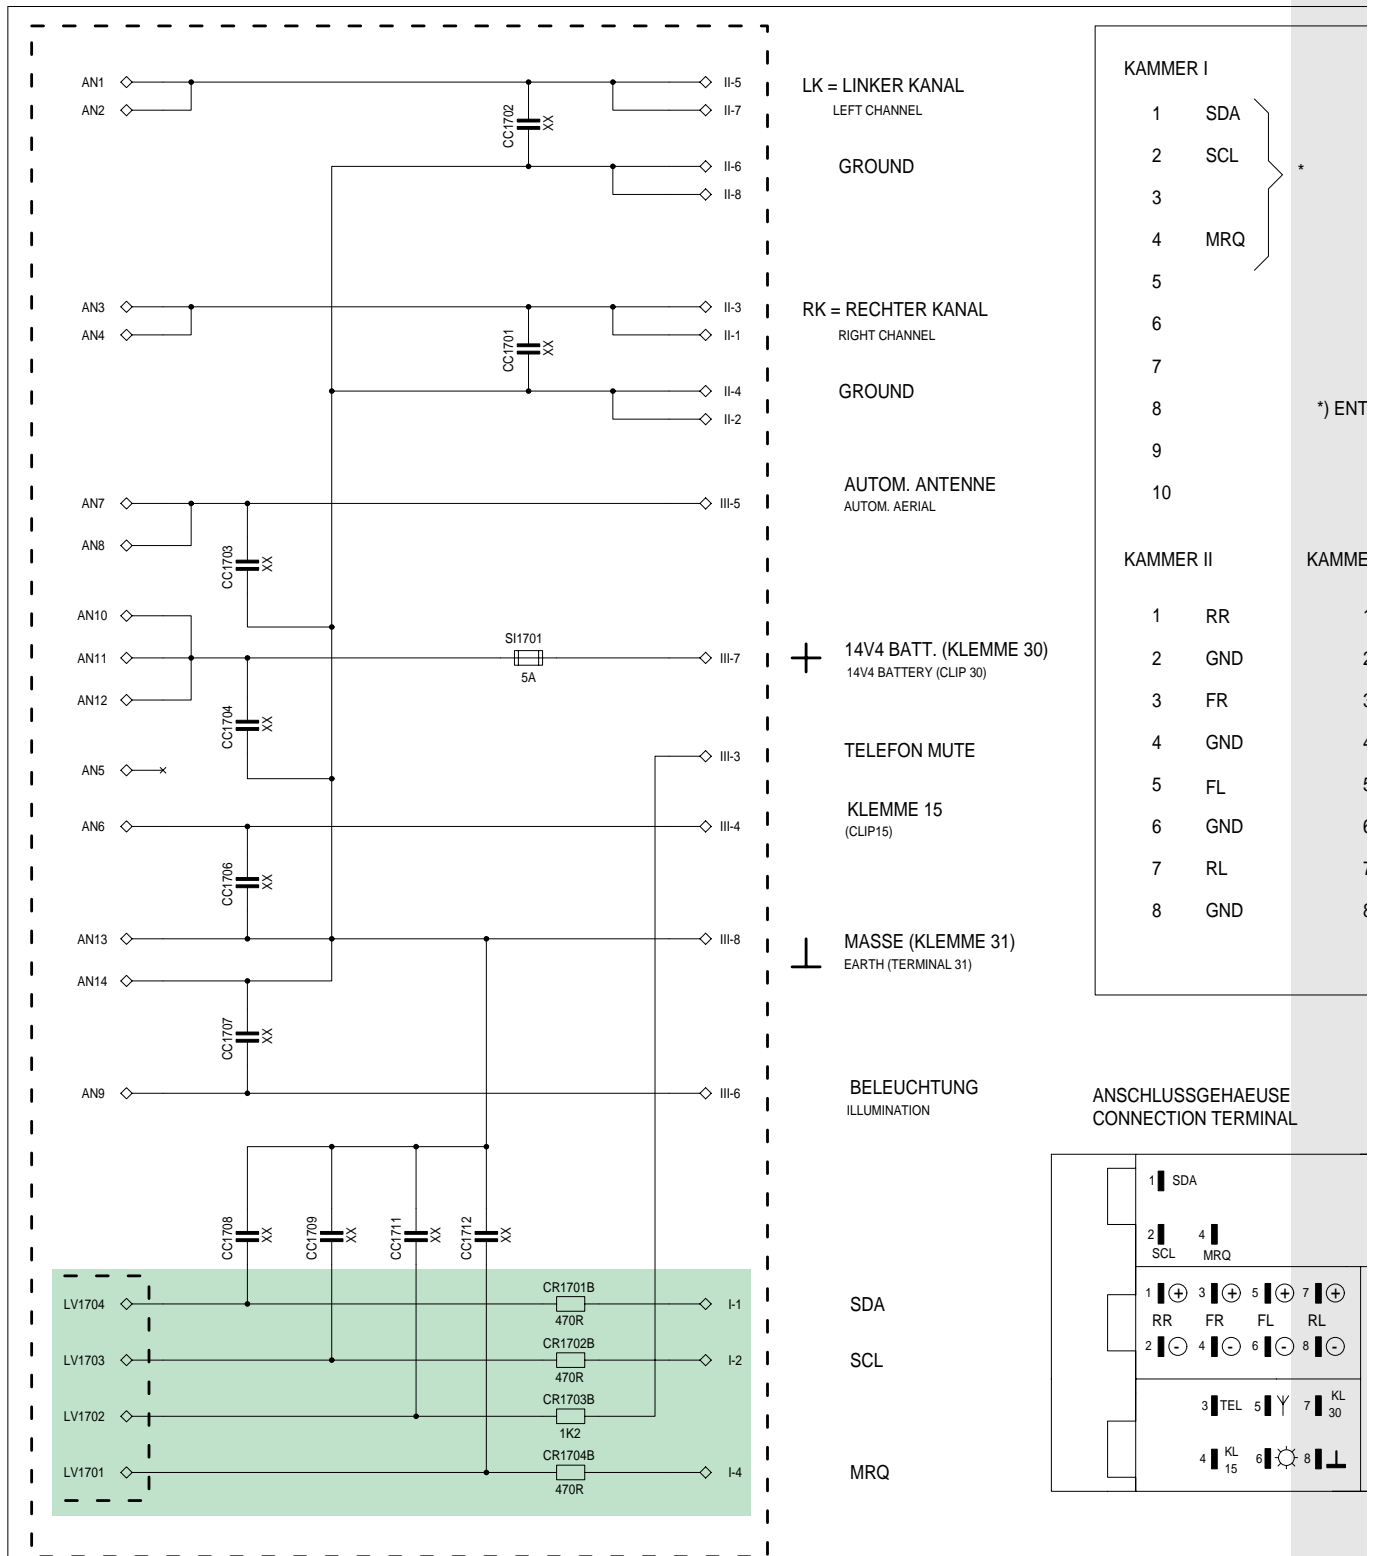 AN1
II-5
LK = LINKER KANAL
LEFT CHANNEL
AN2
II-7
CC1702
XX
II-6
GROUND
II-8
AN3
II-3
RK = RECHTER KANAL
RIGHT CHANNEL
AN4
II-1
CC1701
XX
II-4
GROUND
II-2
AN7
III-5
AUTOM. ANTENNE
AUTOM. AERIAL
AN8
CC1703
XX
AN10
SI1701
AN11
5A
III-7
14V4 BATT. (KLEMME 30)
14V4 BATTERY (CLIP 30)
AN12
CC1704
XX
AN5
III-3
TELEFON MUTE
AN6
III-4
KLEMME 15
(CLIP15)
CC1706
XX
AN13
III-8
MASSE (KLEMME 31)
EARTH (TERMINAL 31)
AN14
CC1707
XX
AN9
III-6
BELEUCHTUNG
ILLUMINATION
CC1708
XX
CC1709
XX
CC1711
XX
CC1712
XX
LV1704
CR1701B
470R
I-1
SDA
LV1703
CR1702B
470R
I-2
SCL
LV1702
CR1703B
1K2
LV1701
CR1704B
470R
I-4
MRQ
KAMMER I
1 SDA
2 SCL
*
3
4 MRQ
5
6
7
8
*) ENT
9
10
KAMMER II
KAMME
1 RR
2 GND 2
3 FR
4 GND
5 FL
6 GND
7 RL
8 GND
ANSCHLUSSGEHAEUSE
CONNECTION TERMINAL
1 SDA
2 4
SCL MRQ
1 + 3 + 5 + 7 +
RR FR FL RL
2 - 4 - 6 - 8 -
3 TEL 5 7 KL 30
4 KL 15 6 8